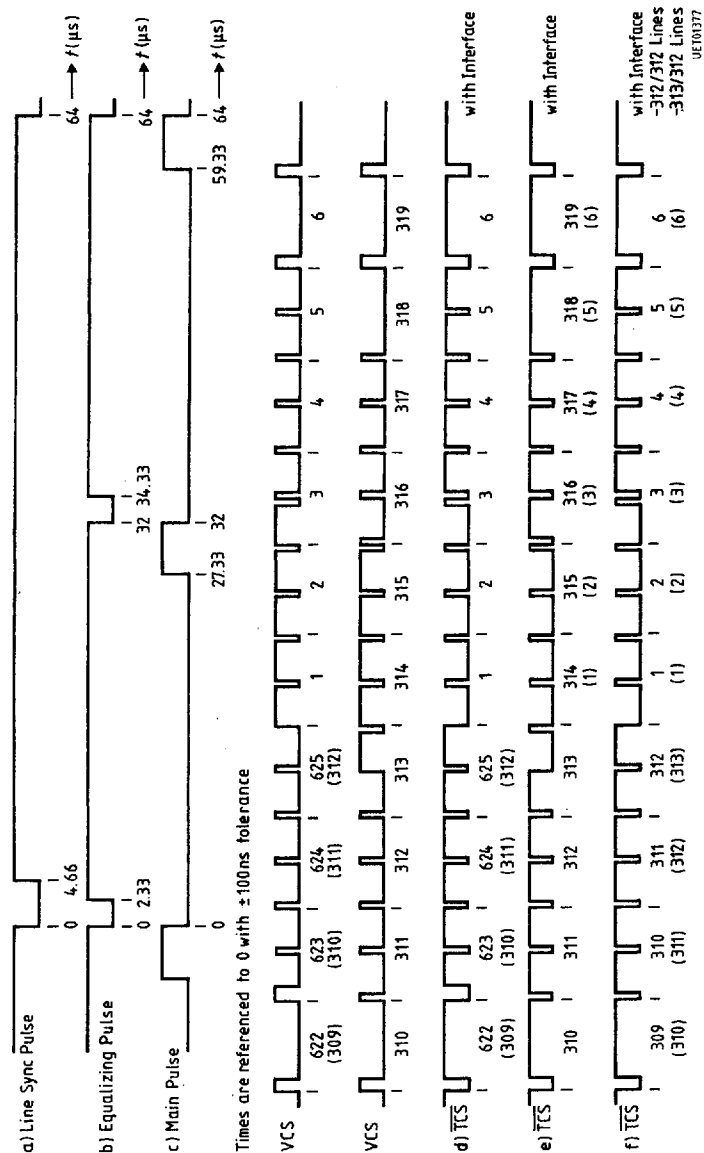 a) Line Sync Pulse
0 4.66 64 t (µs)
b) Equalizing Pulse
0 2.33 32 34.33 64 t (µs)
c) Main Pulse
0 27.33 32 59.33 64 t (µs)
Times are referenced to 0 with ±100ns tolerance
VCS
622 623 624 625 1 2 3 4 5 6
(309) (310) (311) (312)
VCS
310 311 312 313 314 315 316 317 318 319
d) TCS with Interface
622 623 624 625 1 2 3 4 5 6
(309) (310) (311) (312)
e) TCS with Interface
310 311 312 313 314 315 316 317 318 319
(1) (2) (3) (4) (5) (6)
f) TCS with Interface
309 310 311 312 1 2 3 4 5 6 -312/312 Lines
(310) (311) (312) (313) (1) (2) (3) (4) (5) (6) -313/312 Lines
UET01377